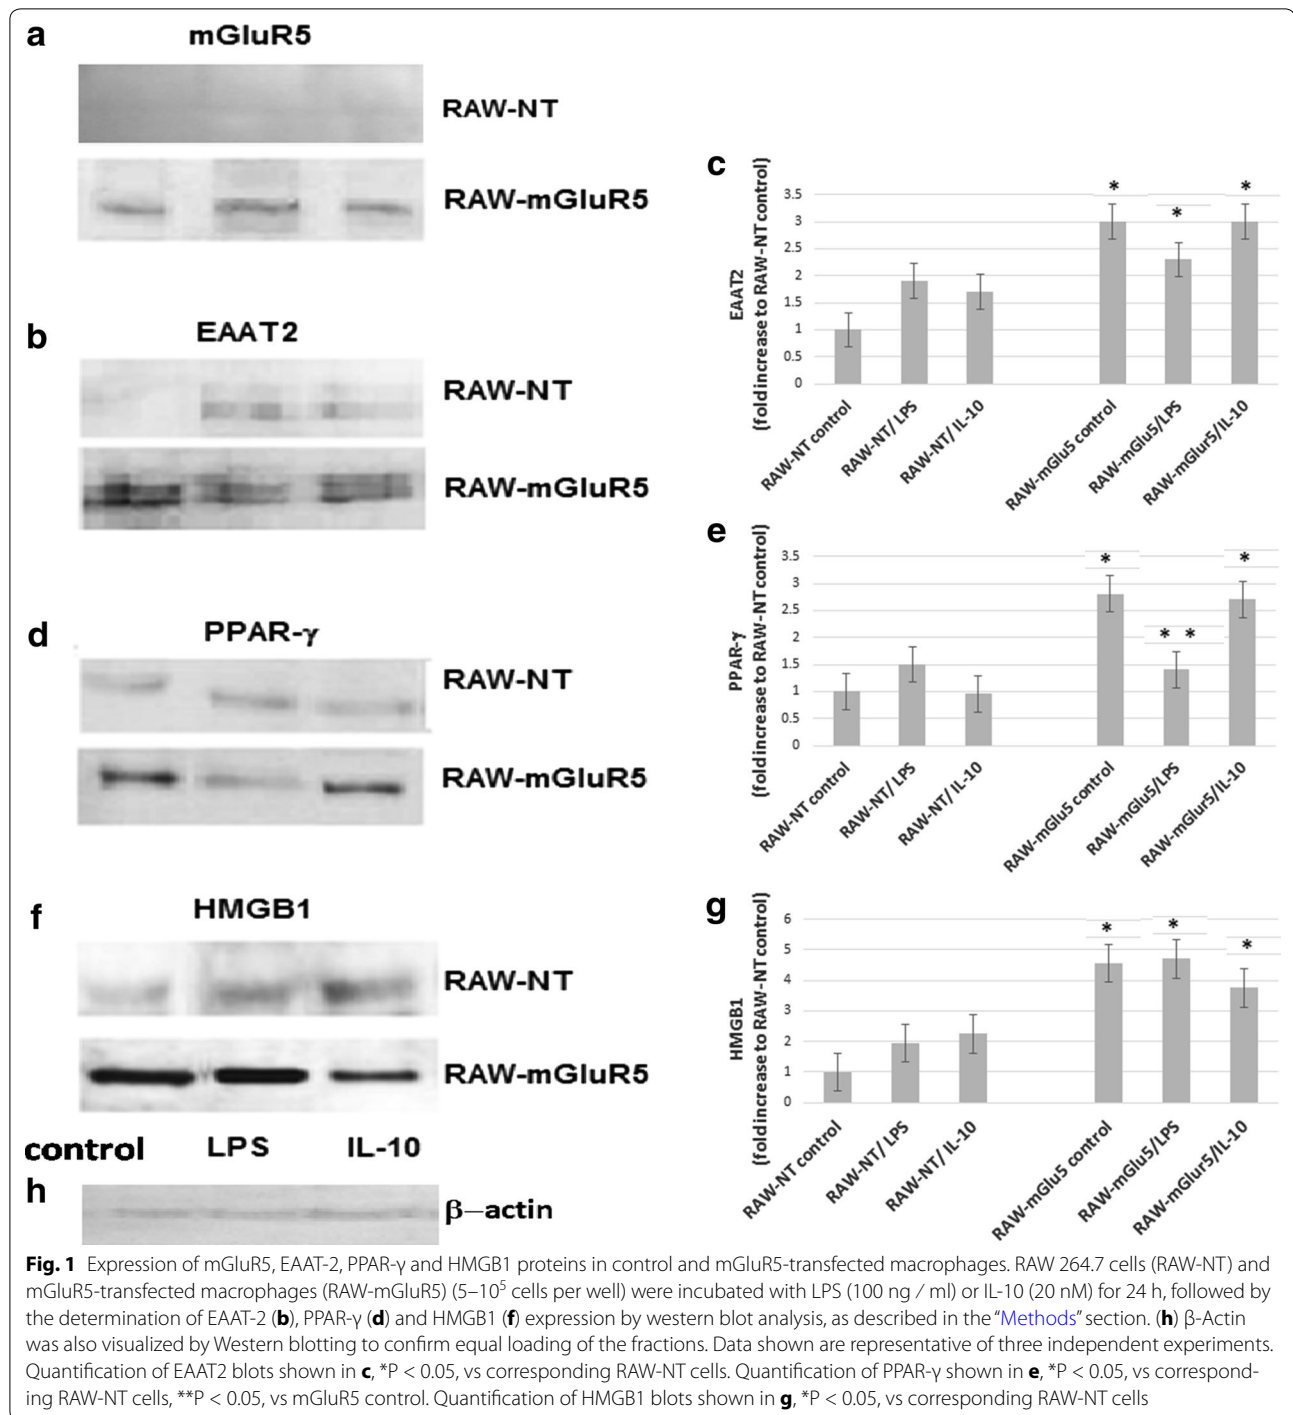 a
mGluR5
RAW-NT
RAW-mGluR5
b
EAAT2
RAW-NT
RAW-mGluR5
c
EAAT2
(fold increase to RAW-NT control)
3.5
3
2.5
2
1.5
1
0.5
0
RAW-NT control
RAW-NT/ LPS
RAW-NT/ IL-10
RAW-mGlu5 control
RAW-mGlu5/LPS
RAW-mGlur5/IL-10
*
*
*
d
PPAR-γ
RAW-NT
RAW-mGluR5
e
PPAR-γ
(fold increase to RAW-NT control)
3.5
3
2.5
2
1.5
1
0.5
0
RAW-NT control
RAW-NT/ LPS
RAW-NT/ IL-10
RAW-mGlu5 control
RAW-mGlu5/LPS
RAW-mGlur5/IL-10
*
* *
*
f
HMGB1
RAW-NT
RAW-mGluR5
control LPS IL-10
g
HMGB1
(fold increase to RAW-NT control)
6
5
4
3
2
1
0
RAW-NT control
RAW-NT/ LPS
RAW-NT/ IL-10
RAW-mGlu5 control
RAW-mGlu5/LPS
RAW-mGlur5/IL-10
*
*
*
h
β–actin
Fig. 1 Expression of mGluR5, EAAT-2, PPAR-γ and HMGB1 proteins in control and mGluR5-transfected macrophages. RAW 264.7 cells (RAW-NT) and
mGluR5-transfected macrophages (RAW-mGluR5) (5–10⁵ cells per well) were incubated with LPS (100 ng / ml) or IL-10 (20 nM) for 24 h, followed by
the determination of EAAT-2 (b), PPAR-γ (d) and HMGB1 (f) expression by western blot analysis, as described in the “Methods” section. (h) β-Actin
was also visualized by Western blotting to confirm equal loading of the fractions. Data shown are representative of three independent experiments.
Quantification of EAAT2 blots shown in c, *P < 0.05, vs corresponding RAW-NT cells. Quantification of PPAR-γ shown in e, *P < 0.05, vs correspond-
ing RAW-NT cells, **P < 0.05, vs mGluR5 control. Quantification of HMGB1 blots shown in g, *P < 0.05, vs corresponding RAW-NT cells